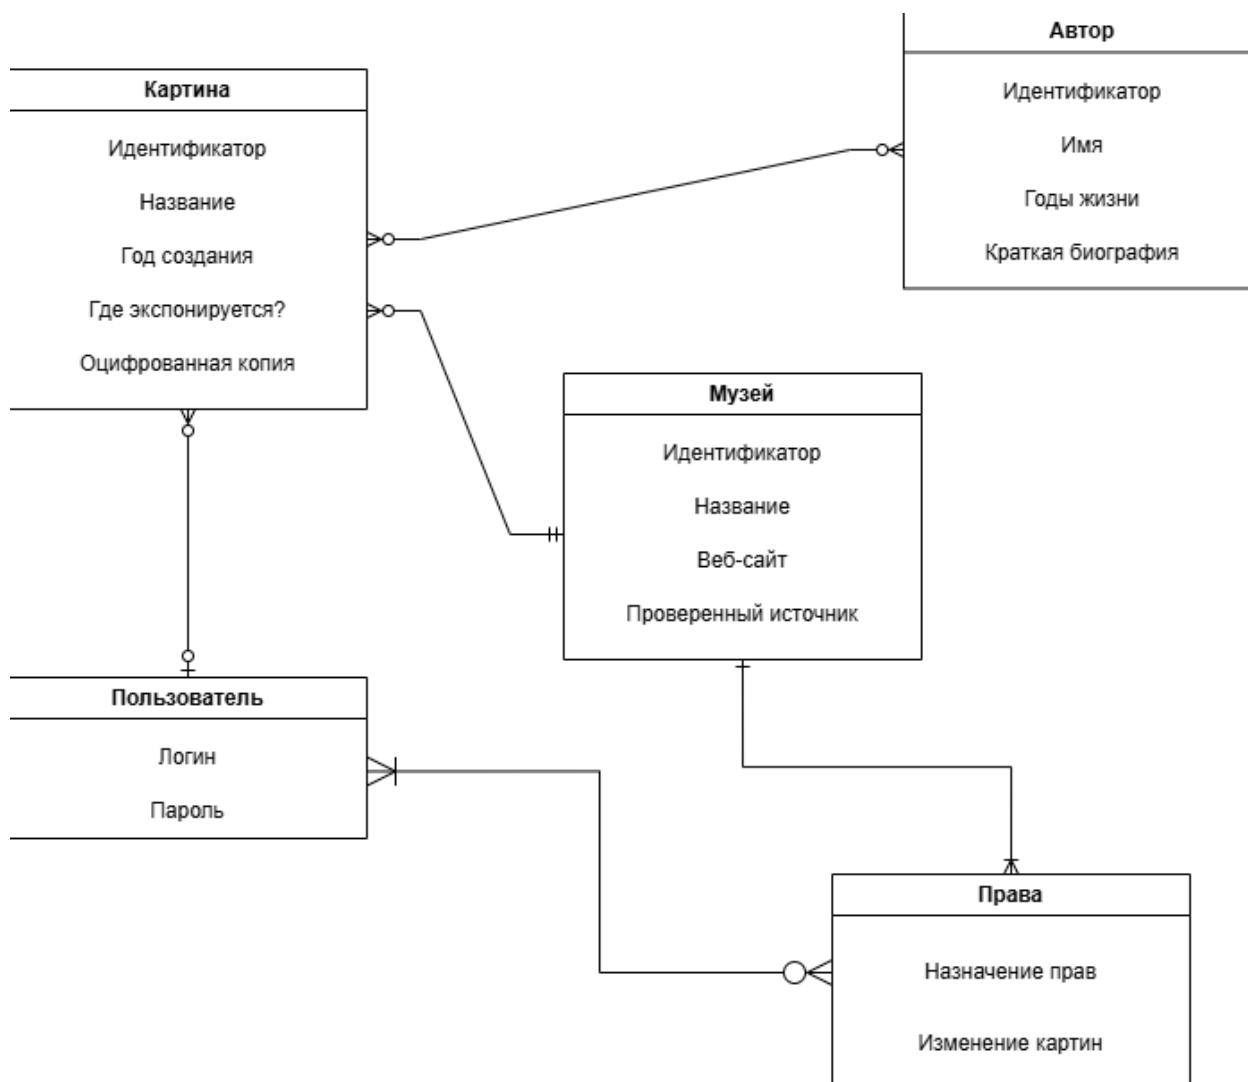 Автор
Идентификатор
Имя
Годы жизни
Краткая биография
Картина
Идентификатор
Название
Год создания
Где экспонируется?
Оцифрованная копия
Музей
Идентификатор
Название
Веб-сайт
Проверенный источник
Пользователь
Логин
Пароль
Права
Назначение прав
Изменение картин